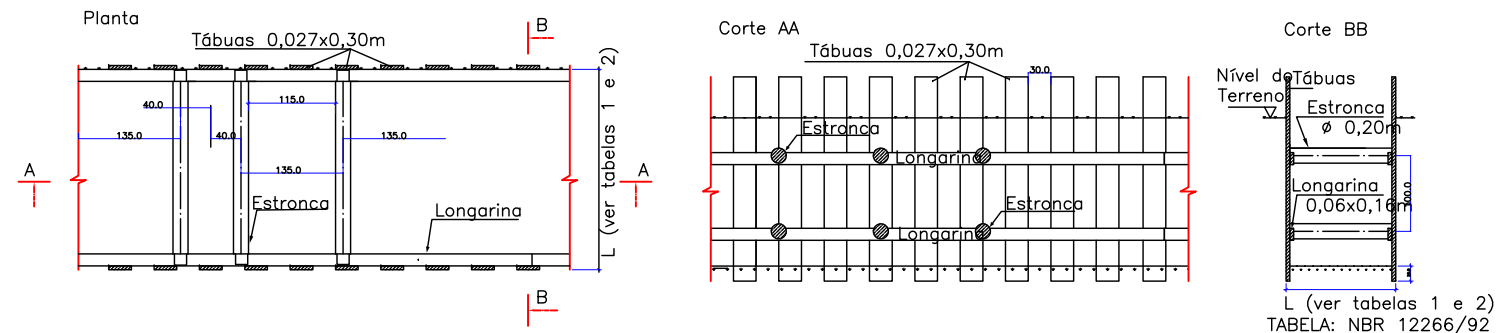 Planta
Tábuas 0,027x0,30m
B
40.0
115.0
135.0
40.0
135.0
135.0
A
A
Estronca
Longarina
L (ver tabelas 1 e 2)
B
Corte AA
Tábuas 0,027x0,30m
30.0
Estronca
Longarina
Estronca
Longarina
Corte BB
Nível do
Terreno
Tábuas
Estronca
ø 0,20m
Longarina
0,06x0,16m
L (ver tabelas 1 e 2)
TABELA: NBR 12266/92